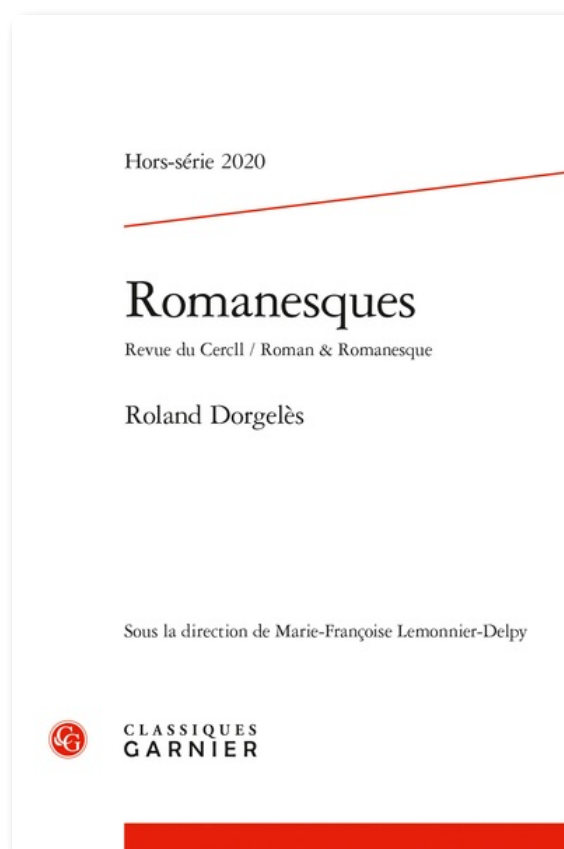 Hors-série 2020
Romanesques
Revue du Cercll / Roman & Romanesque
Roland Dorgelès
Sous la direction de Marie-Françoise Lemonnier-Delpy
CG
CLASSIQUES
GARNIER